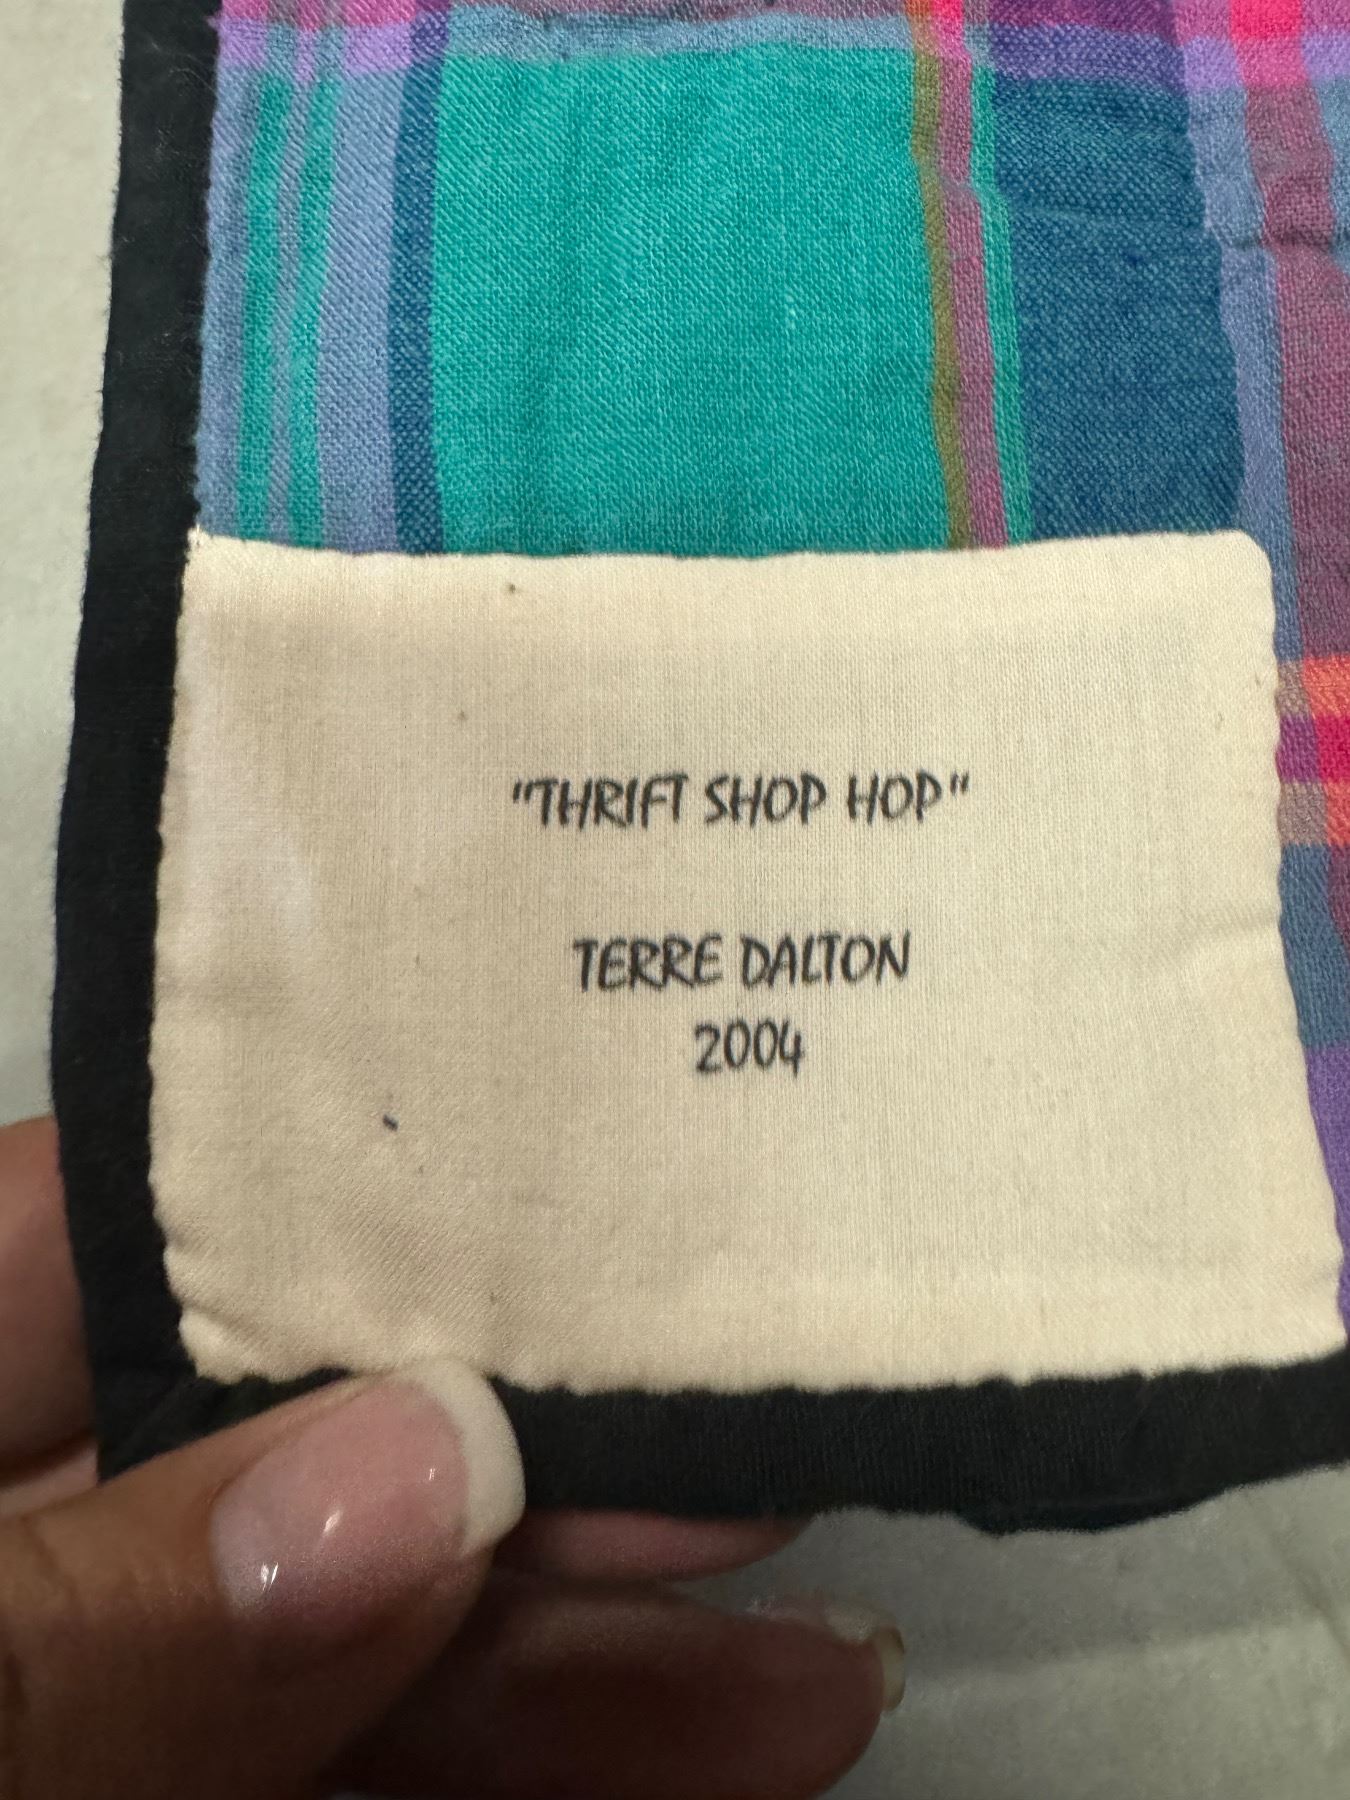 "THRIFT SHOP HOP"
TERRE DALTON
2004